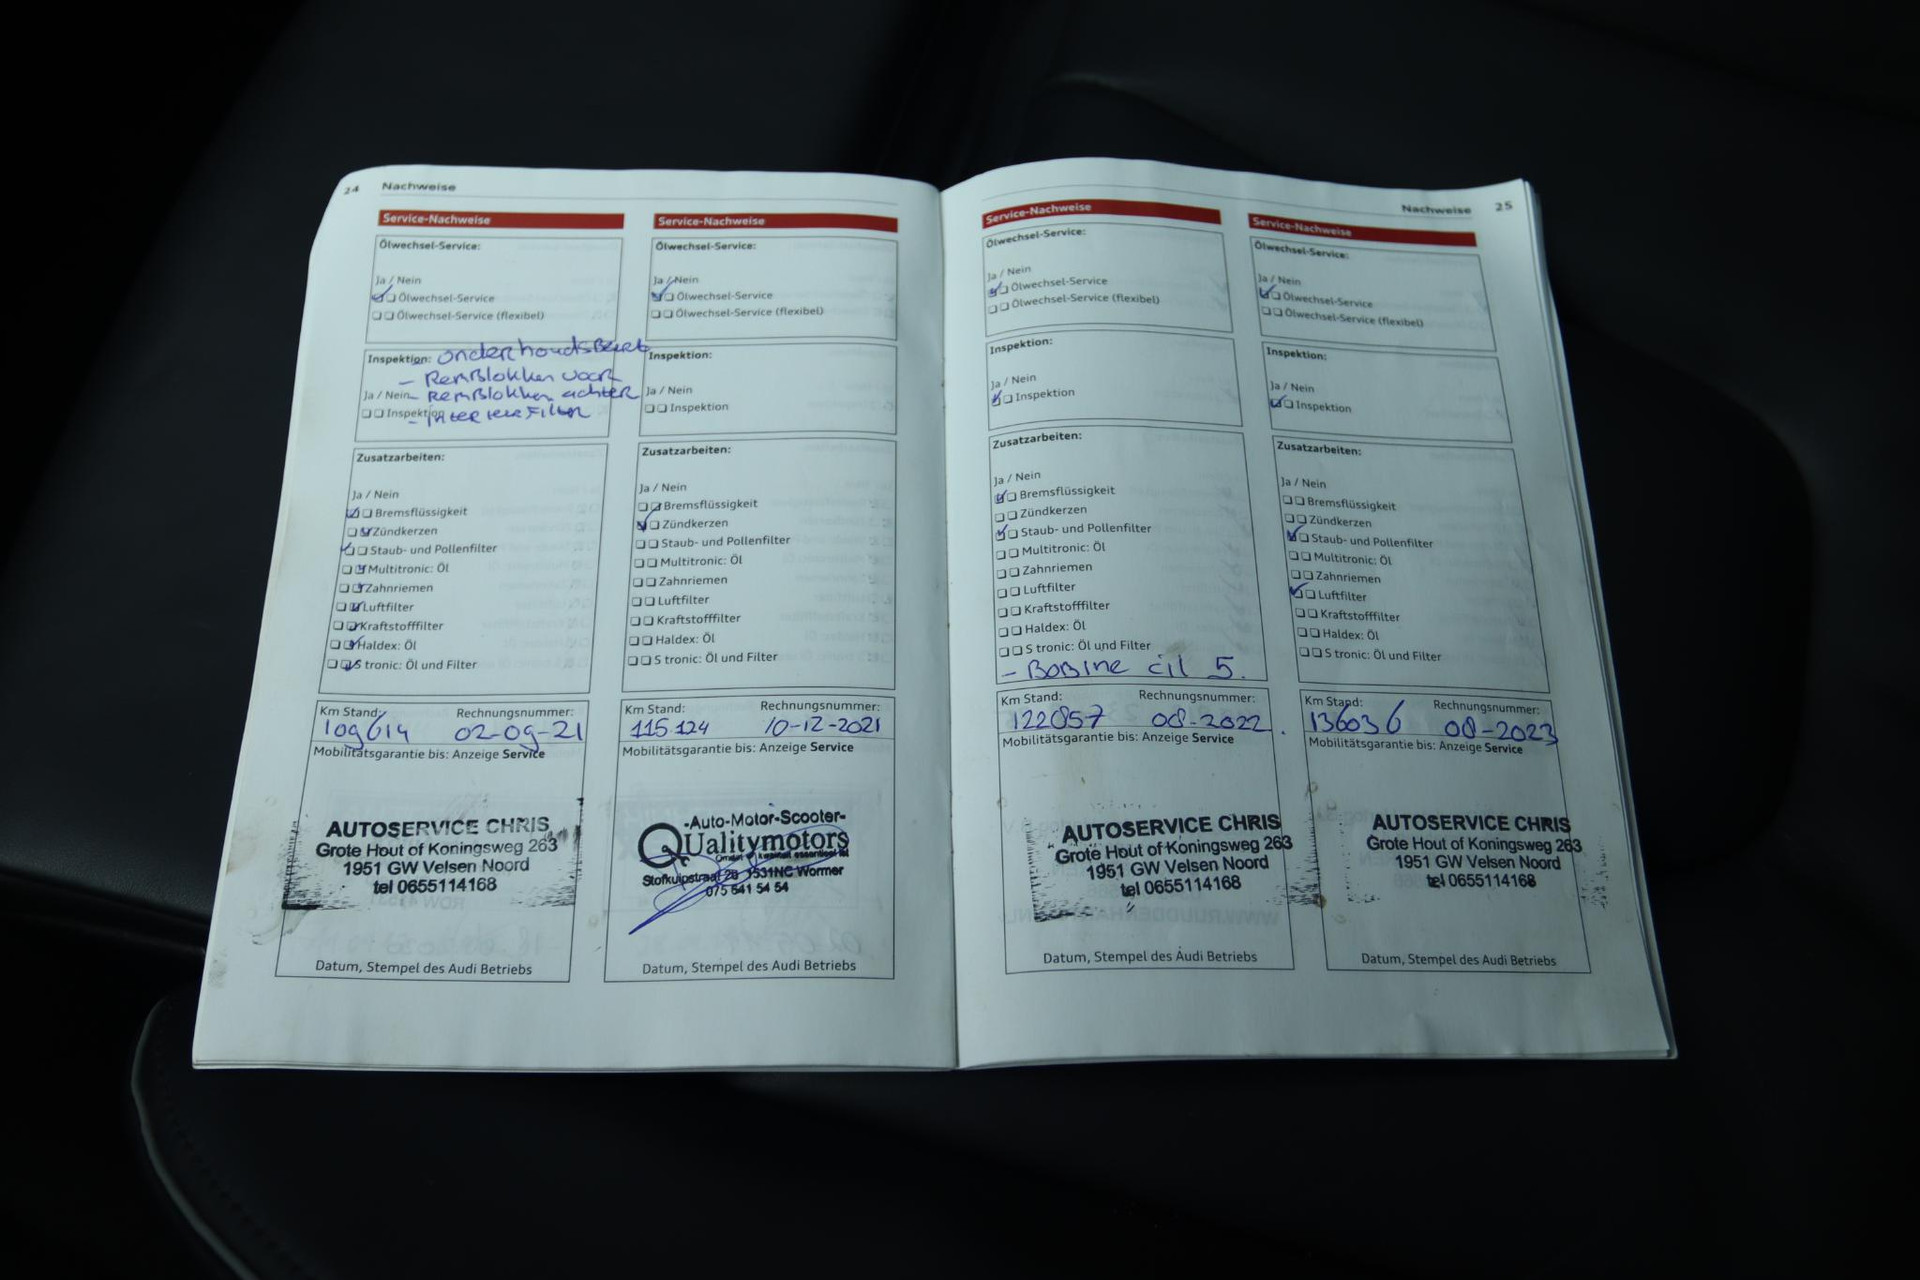 24 Nachweise
Service-Nachweise
Ölwechsel-Service:
Ja / Nein
Ölwechsel-Service
Ölwechsel-Service (flexibel)
Inspektion: onderhoudsbeurt
- Remblokken voor
Ja / Nein - Remblokken achter
Inspektion - interieur Filter
Zusatzarbeiten:
Ja / Nein
Bremsflüssigkeit
Zündkerzen
Staub- und Pollenfilter
Multitronic: Öl
Zahnriemen
Luftfilter
Kraftstofffilter
Haldex: Öl
S tronic: Öl und Filter
Km Stand: Rechnungsnummer:
109614 02-09-21
Mobilitätsgarantie bis: Anzeige Service
AUTOSERVICE CHRIS
Grote Hout of Koningsweg 263
1951 GW Velsen Noord
tel 0655114168
Datum, Stempel des Audi Betriebs
Service-Nachweise
Ölwechsel-Service:
Ja / Nein
Ölwechsel-Service
Ölwechsel-Service (flexibel)
Inspektion:
Ja / Nein
Inspektion
Zusatzarbeiten:
Ja / Nein
Bremsflüssigkeit
Zündkerzen
Staub- und Pollenfilter
Multitronic: Öl
Zahnriemen
Luftfilter
Kraftstofffilter
Haldex: Öl
S tronic: Öl und Filter
Km Stand: Rechnungsnummer:
115.124 10-12-2021
Mobilitätsgarantie bis: Anzeige Service
-Auto-Motor-Scooter-
QUalitymotors
1531NC Wormer
075 641 54 54
Datum, Stempel des Audi Betriebs
Nachweise 25
Service-Nachweise
Ölwechsel-Service:
Ja / Nein
Ölwechsel-Service
Ölwechsel-Service (flexibel)
Inspektion:
Ja / Nein
Inspektion
Zusatzarbeiten:
Ja / Nein
Bremsflüssigkeit
Zündkerzen
Staub- und Pollenfilter
Multitronic: Öl
Zahnriemen
Luftfilter
Kraftstofffilter
Haldex: Öl
S tronic: Öl und Filter
- Bobine cil 5.
Km Stand: Rechnungsnummer:
122057 08-2022.
Mobilitätsgarantie bis: Anzeige Service
AUTOSERVICE CHRIS
Grote Hout of Koningsweg 263
1951 GW Velsen Noord
tel 0655114168
Datum, Stempel des Audi Betriebs
Service-Nachweise
Ölwechsel-Service:
Ja / Nein
Ölwechsel-Service
Ölwechsel-Service (flexibel)
Inspektion:
Ja / Nein
Inspektion
Zusatzarbeiten:
Ja / Nein
Bremsflüssigkeit
Zündkerzen
Staub- und Pollenfilter
Multitronic: Öl
Zahnriemen
Luftfilter
Kraftstofffilter
Haldex: Öl
S tronic: Öl und Filter
Km Stand: Rechnungsnummer:
136036 08-2023
Mobilitätsgarantie bis: Anzeige Service
AUTOSERVICE CHRIS
Grote Hout of Koningsweg 263
1951 GW Velsen Noord
tel 0655114168
Datum, Stempel des Audi Betriebs